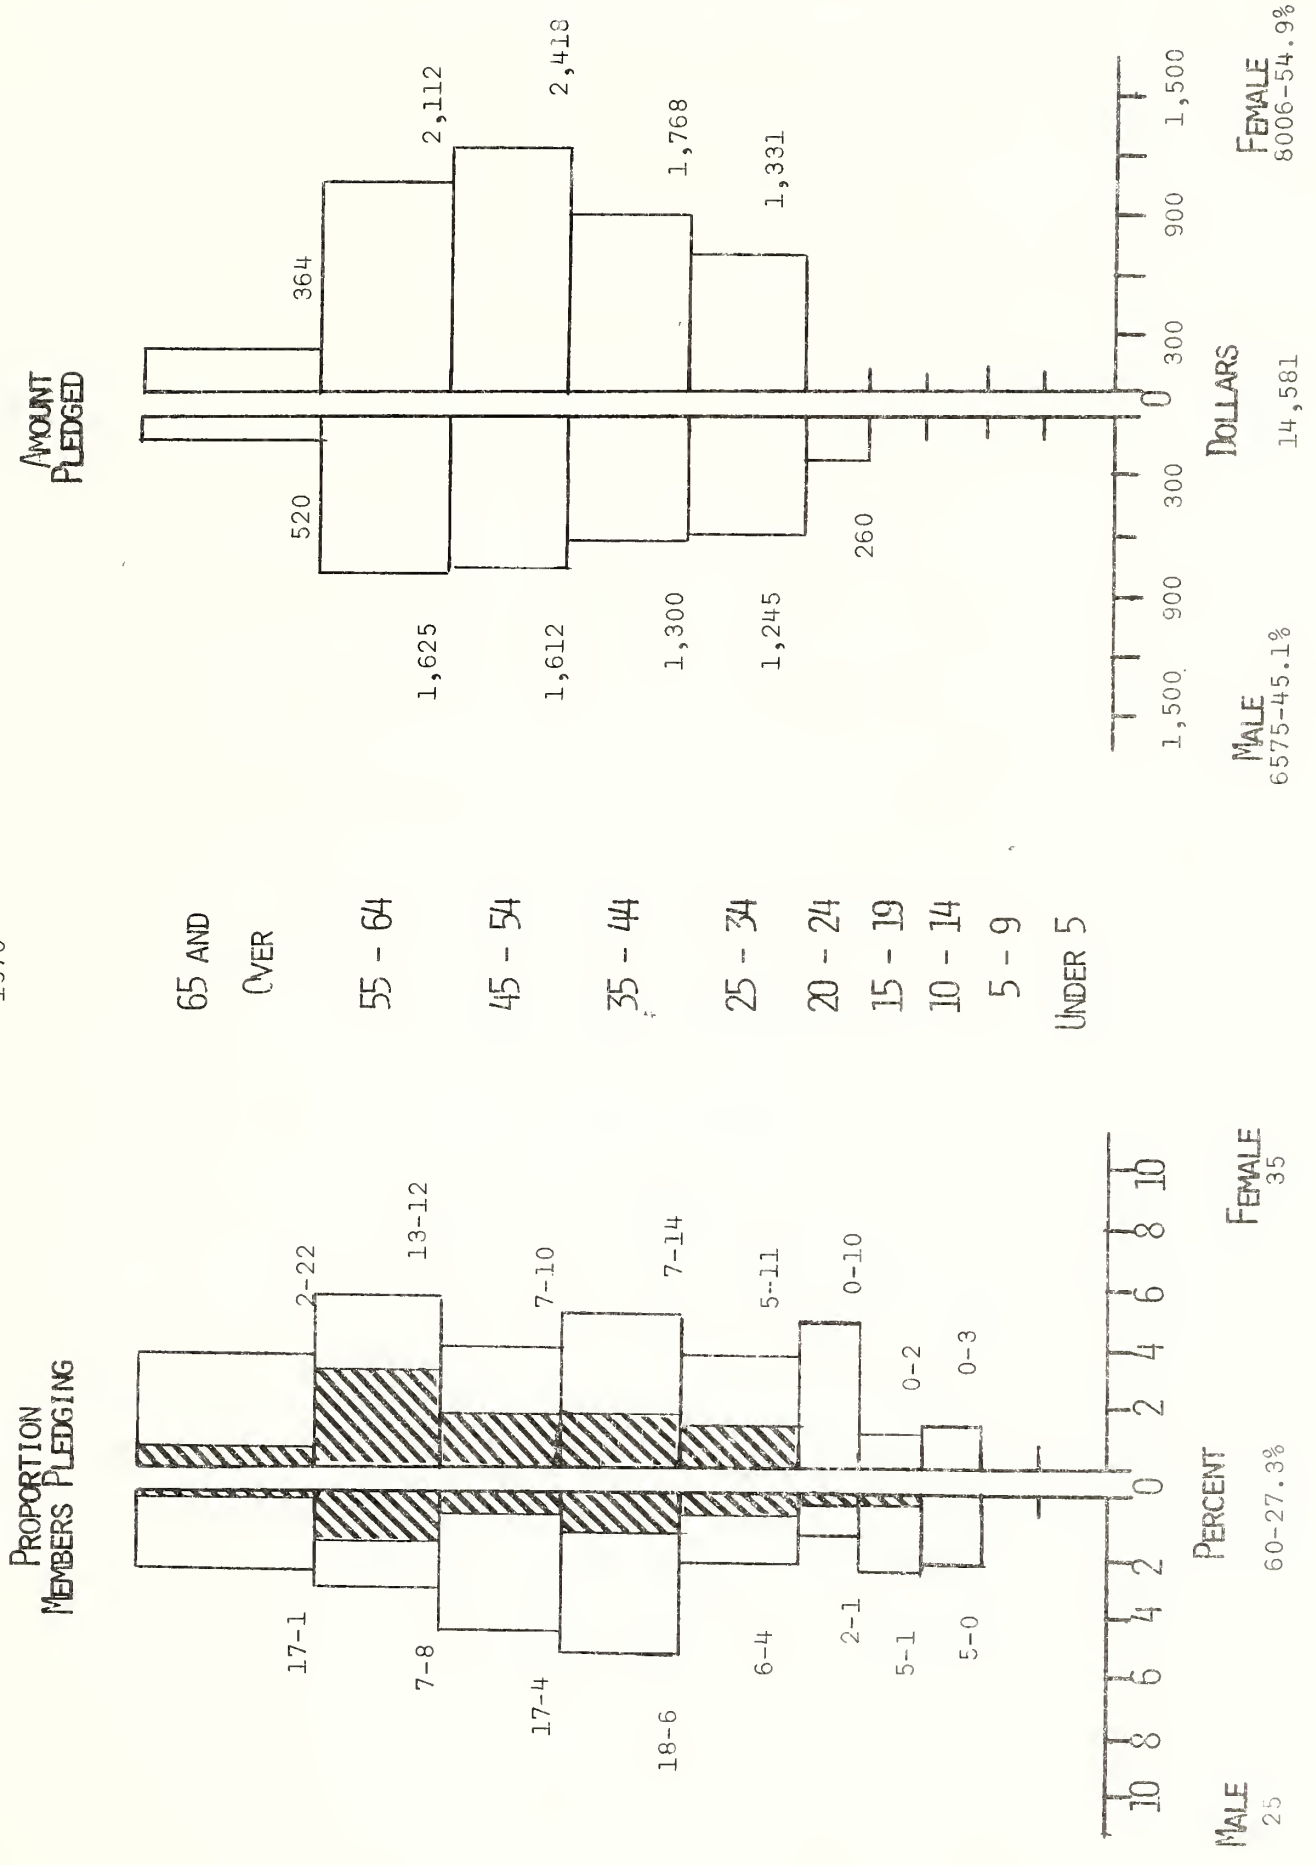 PROPORTION
MEMBERS PLEDGING
17-1
2-22
7-8
13-12
17-4
7-10
18-6
7-14
6-4
5-11
2-1
0-10
5-1
0-2
5-0
0-3
10 8 6 4 2 0 2 4 6 8 10
MALE PERCENT FEMALE
25 60-27.3% 35
65 AND
OVER
55 - 64
45 - 54
35 - 44
25 - 34
20 - 24
15 - 19
10 - 14
5 - 9
UNDER 5
AMOUNT
PLEDGED
520
364
1,625
2,112
1,612
2,418
1,300
1,768
1,245
1,331
260
1,500 900 300 0 300 900 1,500
DOLLARS
MALE 14,581 FEMALE
6575-45.1% 8006-54.9%